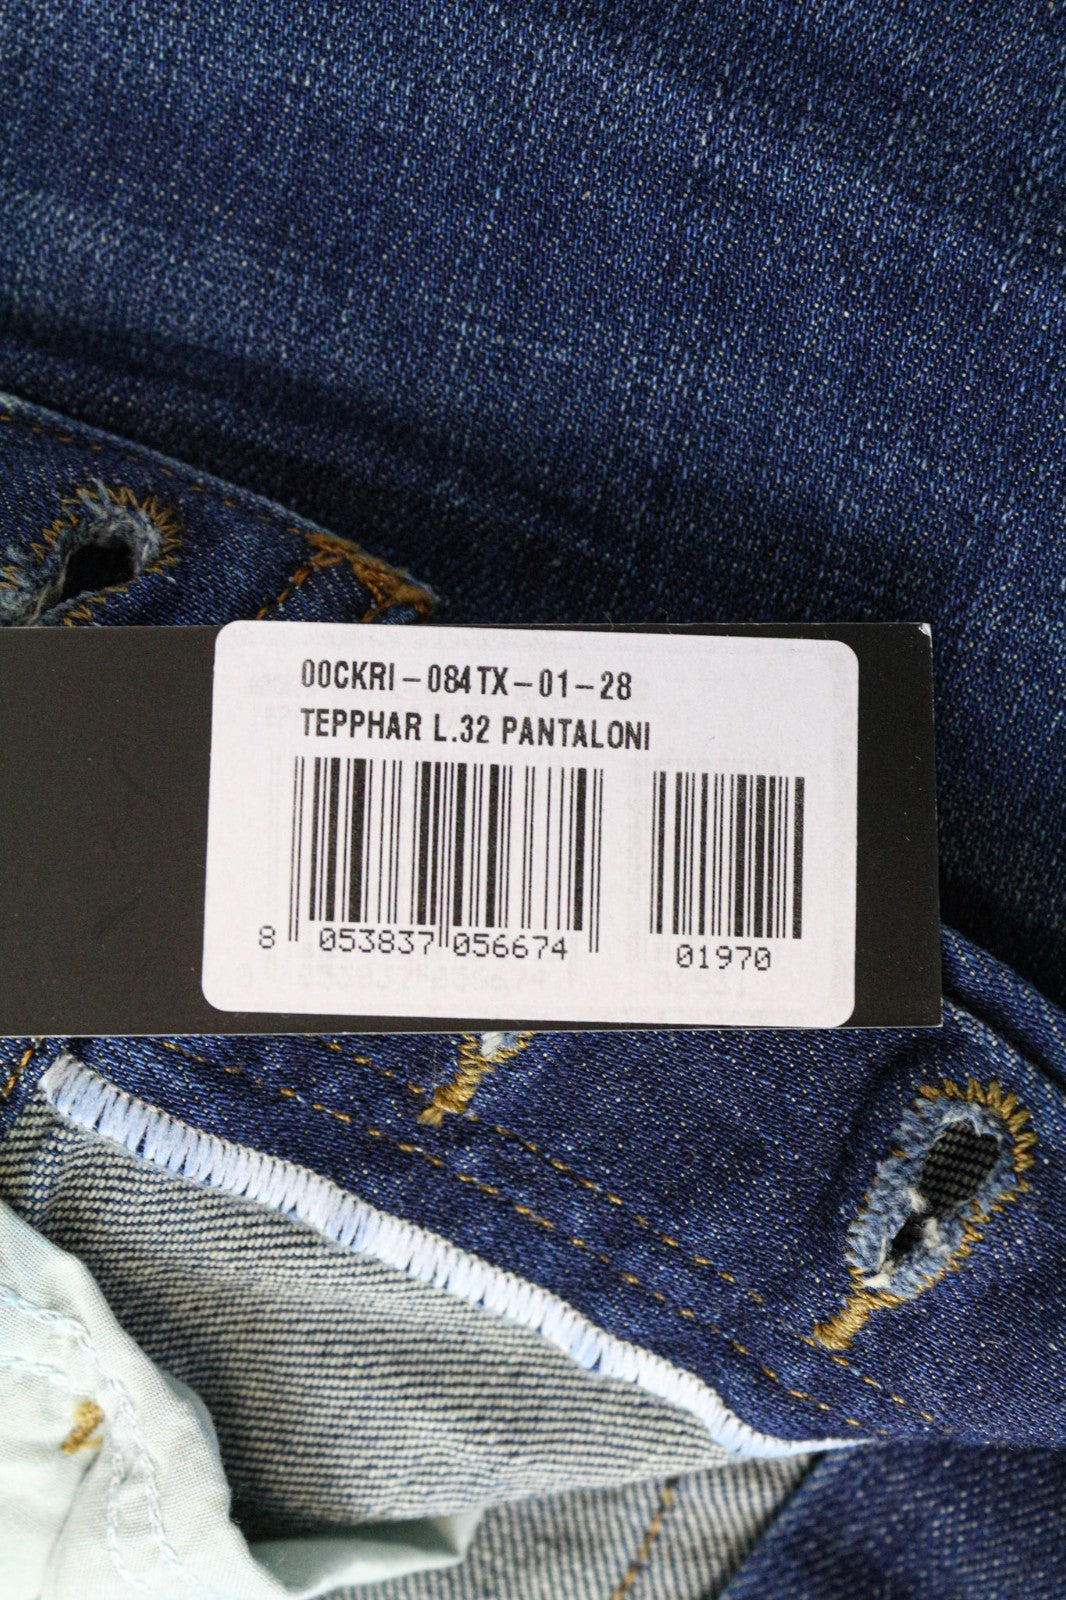 00CKRI-084TX-01-28
TEPPHAR L.32 PANTALONI
8 053837 056674 01970